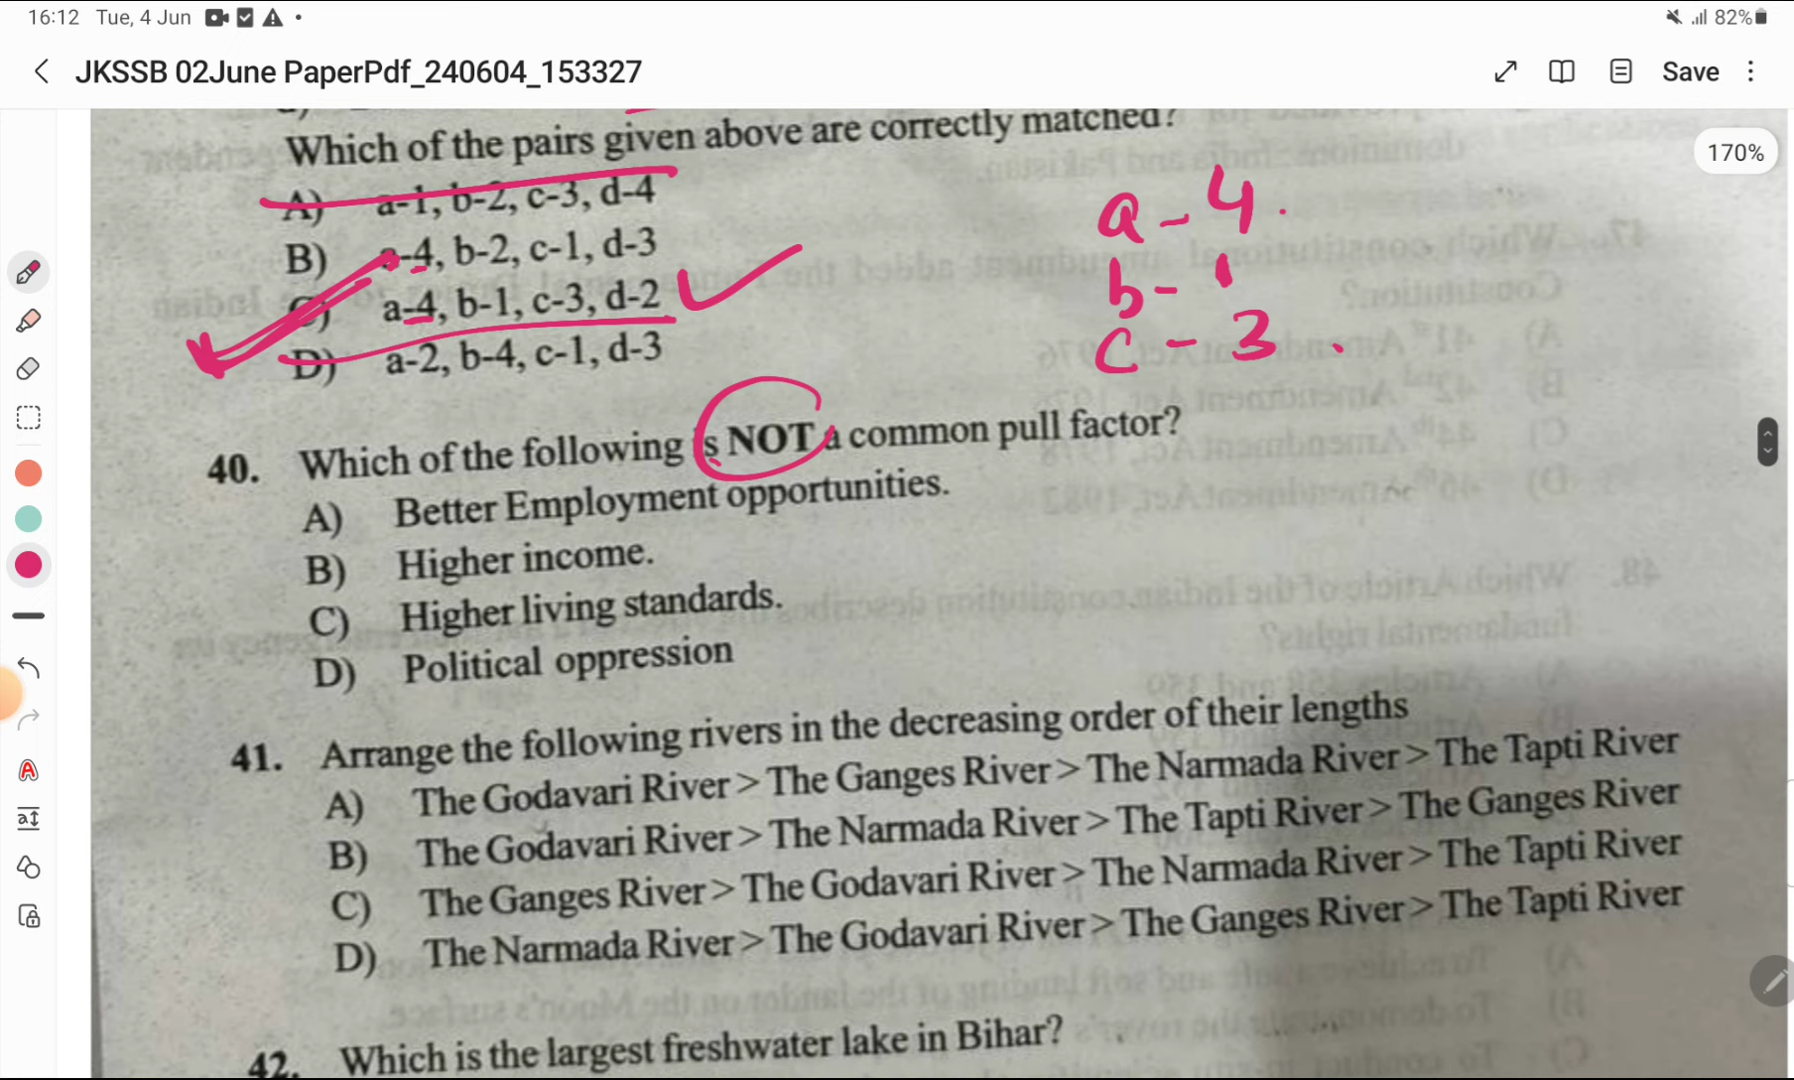 16:12 Tue, 4 Jun
82%
JKSSB 02June PaperPdf_240604_153327
Save
170%
Which of the pairs given above are correctly matched?
A) a-1, b-2, c-3, d-4
B) a-4, b-2, c-1, d-3
C) a-4, b-1, c-3, d-2
D) a-2, b-4, c-1, d-3
a - 4
b - 1
c - 3
40. Which of the following is NOT a common pull factor?
A) Better Employment opportunities.
B) Higher income.
C) Higher living standards.
D) Political oppression
41. Arrange the following rivers in the decreasing order of their lengths
A) The Godavari River > The Ganges River > The Narmada River > The Tapti River
B) The Godavari River > The Narmada River > The Tapti River > The Ganges River
C) The Ganges River > The Godavari River > The Narmada River > The Tapti River
D) The Narmada River > The Godavari River > The Ganges River > The Tapti River
42. Which is the largest freshwater lake in Bihar?